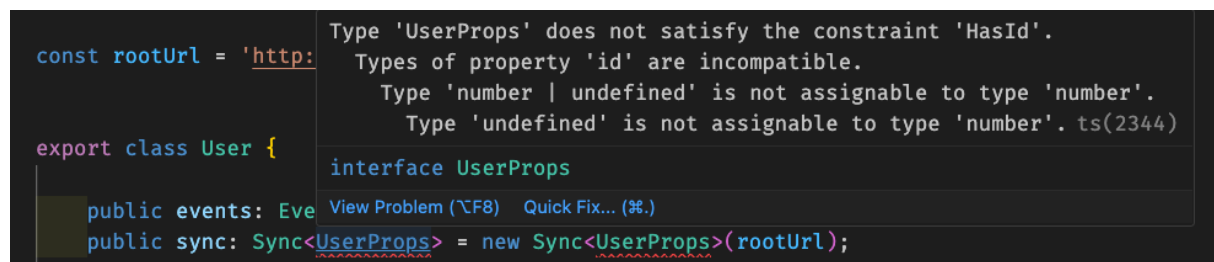 Type 'UserProps' does not satisfy the constraint 'HasId'.
const rootUrl = 'http:
Types of property 'id' are incompatible.
Type 'number | undefined' is not assignable to type 'number'.
Type 'undefined' is not assignable to type 'number'. ts(2344)
export class User {
interface UserProps
View Problem (⌥F8) Quick Fix... (⌘.)
public events: Eve
public sync: Sync<UserProps> = new Sync<UserProps>(rootUrl);